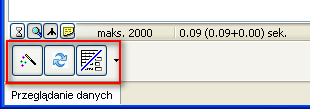 maks. 2000 0.09 (0.09+0.00) sek.
Przeglądanie danych